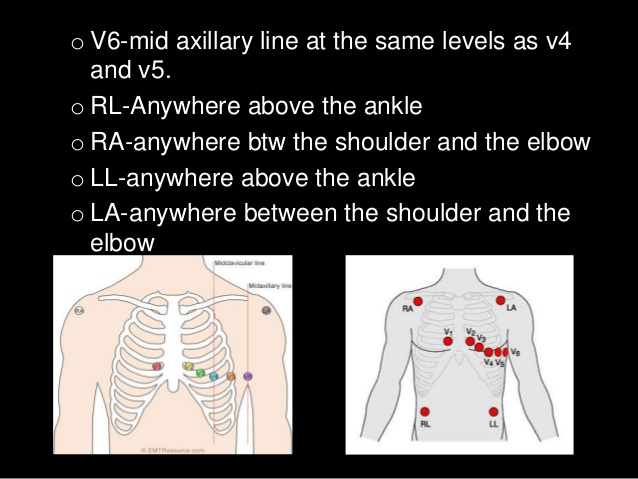 o V6-mid axillary line at the same levels as v4
and v5.
o RL-Anywhere above the ankle
o RA-anywhere btw the shoulder and the elbow
o LL-anywhere above the ankle
o LA-anywhere between the shoulder and the
elbow
Midclavicular line
Midaxillary line
© EMTResource.com
RA
LA
V1
V2
V3
V4
V5
V6
RL
LL